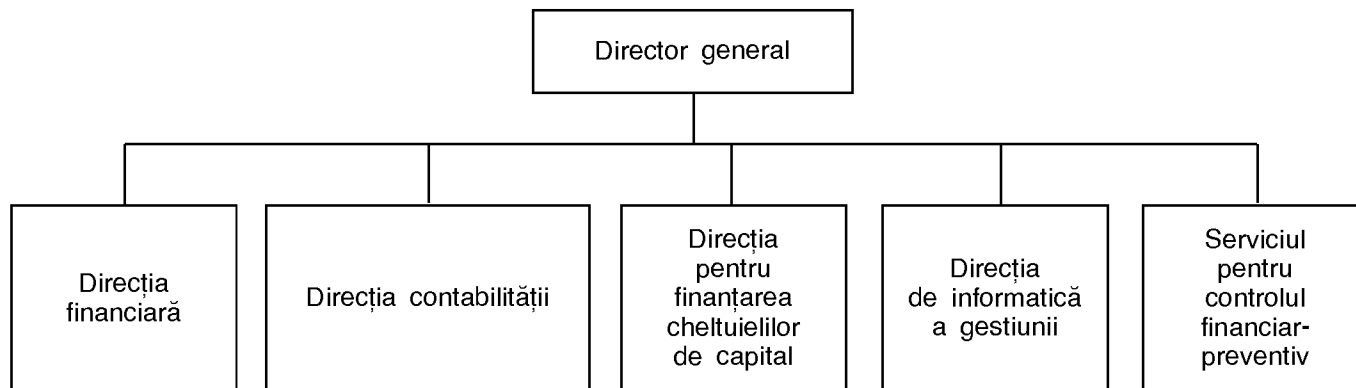 Director general
Direcția
financiară
Direcția contabilității
Direcția
pentru
finanțarea
cheltuielilor
de capital
Direcția
de informatică
a gestiunii
Serviciul
pentru
controlul
financiar-
preventiv